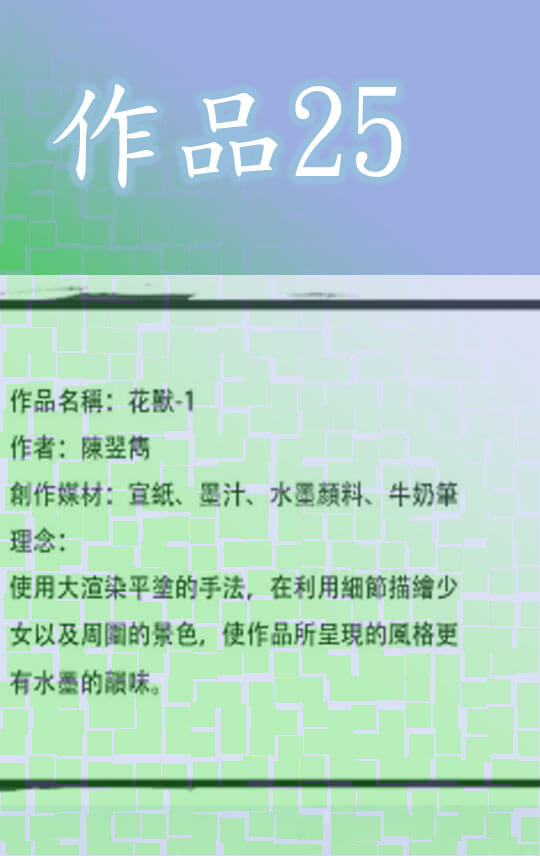 作品25
作品名稱：花獸-1
作者：陳翌雋
創作媒材：宣紙、墨汁、水墨顏料、牛奶筆
理念：
使用大渲染平塗的手法，在利用細節描繪少
女以及周圍的景色，使作品所呈現的風格更
有水墨的韻味。